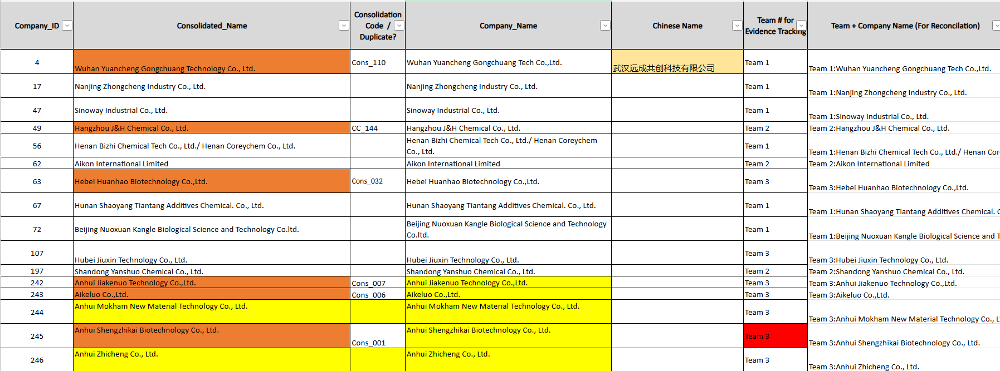 Company_ID Consolidated_Name Consolidation Code / Duplicate? Company_Name Chinese Name Team # for Evidence Tracking Team + Company Name (For Reconcilation)
4 Wuhan Yuancheng Gongchuang Technology Co., Ltd. Cons_110 Wuhan Yuancheng Gongchuang Tech Co.,Ltd. 武汉远成共创科技有限公司 Team 1 Team 1:Wuhan Yuancheng Gongchuang Tech Co.,Ltd.
17 Nanjing Zhongcheng Industry Co., Ltd. Nanjing Zhongcheng Industry Co., Ltd. Team 1 Team 1:Nanjing Zhongcheng Industry Co., Ltd.
47 Sinoway Industrial Co., Ltd. Sinoway Industrial Co., Ltd. Team 1 Team 1:Sinoway Industrial Co., Ltd.
49 Hangzhou J&H Chemical Co., Ltd. CC_144 Hangzhou J&H Chemical Co., Ltd. Team 2 Team 2:Hangzhou J&H Chemical Co., Ltd.
56 Henan Bizhi Chemical Tech Co., Ltd./ Henan Coreychem Co., Ltd. Henan Bizhi Chemical Tech Co., Ltd./ Henan Coreychem Co., Ltd. Team 1 Team 1:Henan Bizhi Chemical Tech Co., Ltd./ Henan Cor
62 Aikon International Limited Aikon International Limited Team 2 Team 2:Aikon International Limited
63 Hebei Huanhao Biotechnology Co.,Ltd. Cons_032 Hebei Huanhao Biotechnology Co.,Ltd. Team 3 Team 3:Hebei Huanhao Biotechnology Co.,Ltd.
67 Hunan Shaoyang Tiantang Additives Chemical. Co., Ltd. Hunan Shaoyang Tiantang Additives Chemical. Co., Ltd. Team 1 Team 1:Hunan Shaoyang Tiantang Additives Chemical. C
72 Beijing Nuoxuan Kangle Biological Science and Technology Co.ltd. Beijing Nuoxuan Kangle Biological Science and Technology Co.ltd. Team 1 Team 1:Beijing Nuoxuan Kangle Biological Science and T
107 Hubei Jiuxin Technology Co., Ltd. Hubei Jiuxin Technology Co., Ltd. Team 3 Team 3:Hubei Jiuxin Technology Co., Ltd.
197 Shandong Yanshuo Chemical Co., Ltd. Shandong Yanshuo Chemical Co., Ltd. Team 2 Team 2:Shandong Yanshuo Chemical Co., Ltd.
242 Anhui Jiakenuo Technology Co.,Ltd. Cons_007 Anhui Jiakenuo Technology Co.,Ltd. Team 3 Team 3:Anhui Jiakenuo Technology Co.,Ltd.
243 Aikeluo Co.,Ltd. Cons_006 Aikeluo Co.,Ltd. Team 3 Team 3:Aikeluo Co.,Ltd.
244 Anhui Mokham New Material Technology Co., Ltd. Anhui Mokham New Material Technology Co., Ltd. Team 3 Team 3:Anhui Mokham New Material Technology Co., L
245 Anhui Shengzhikai Biotechnology Co., Ltd. Cons_001 Anhui Shengzhikai Biotechnology Co., Ltd. Team 3 Team 3:Anhui Shengzhikai Biotechnology Co., Ltd.
246 Anhui Zhicheng Co., Ltd. Anhui Zhicheng Co., Ltd. Team 3 Team 3:Anhui Zhicheng Co., Ltd.